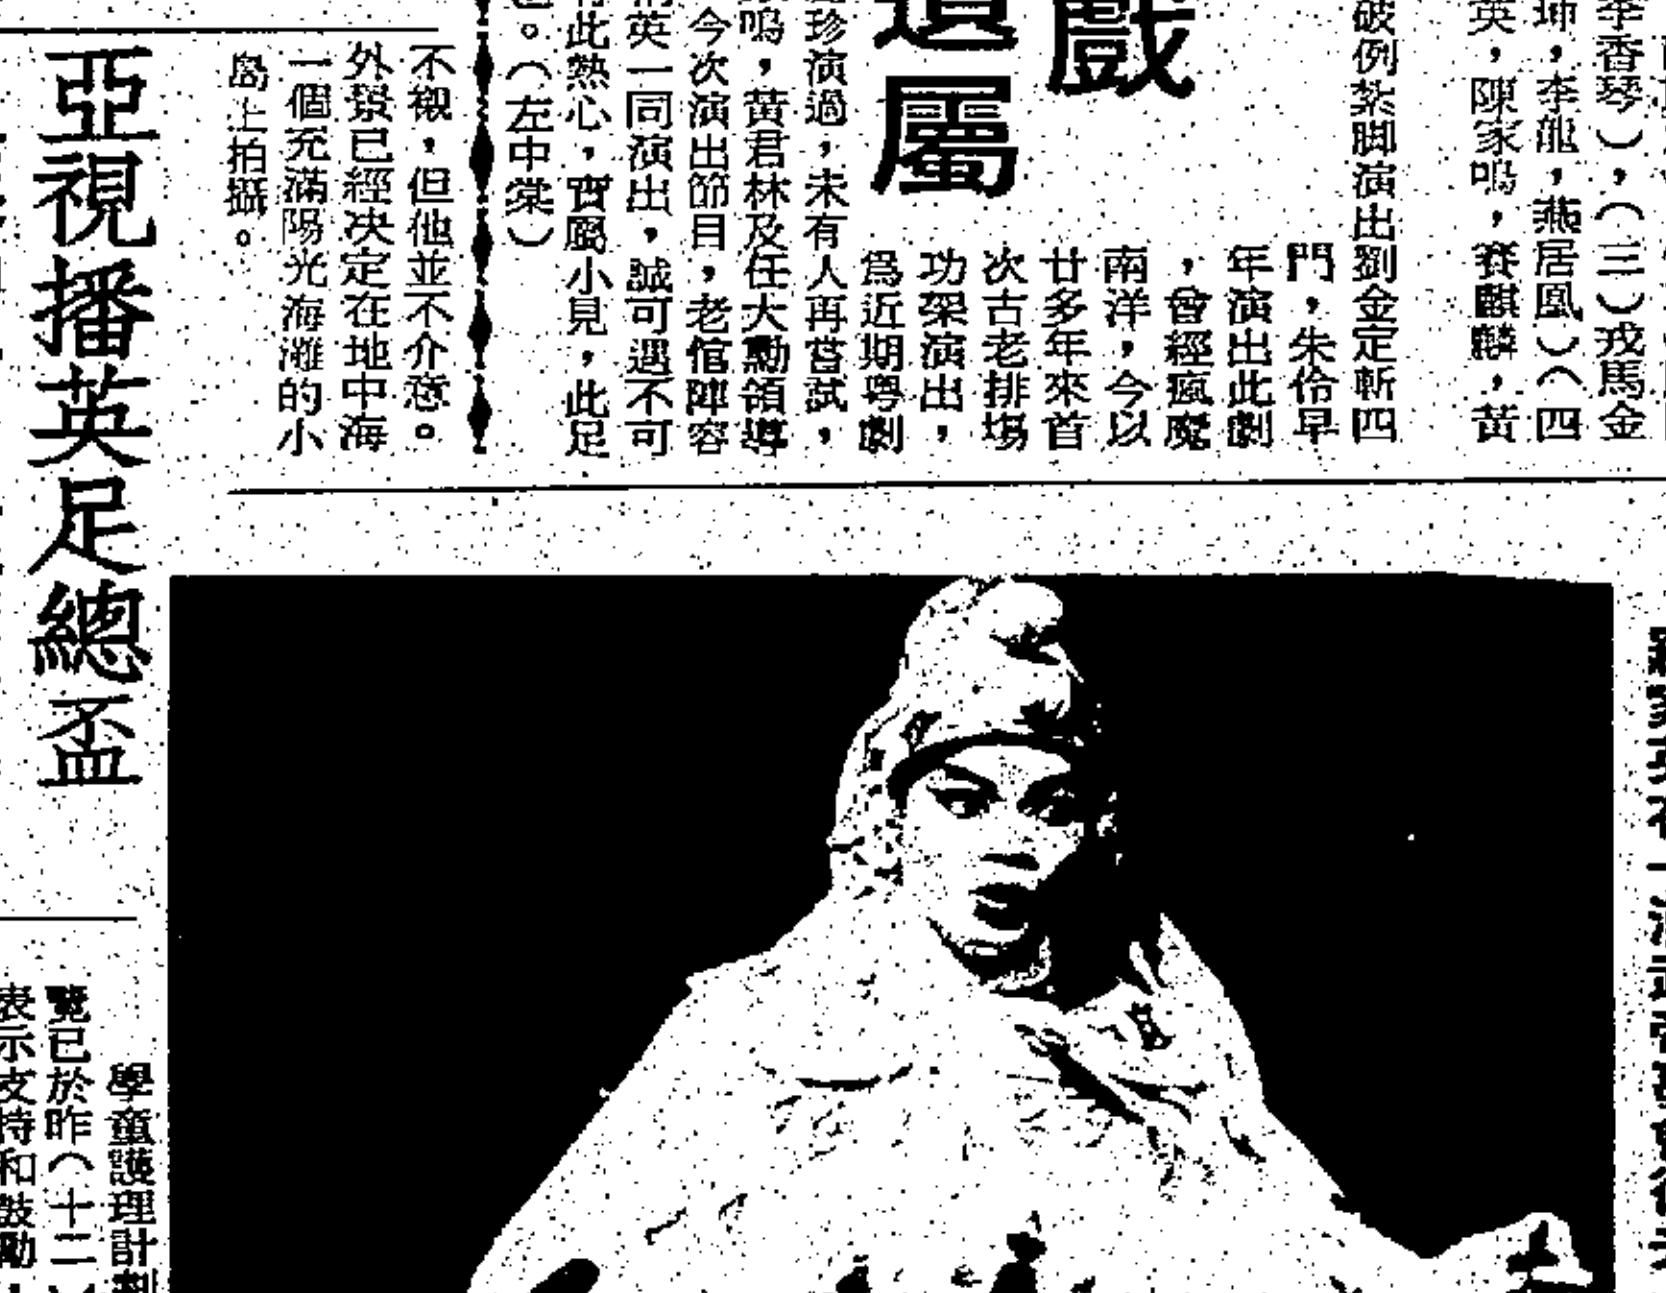 戲
遺屬
李香琴），（三）戎馬金
坤，李龍，燕居鳳）（四
英，陳家鳴，賽麒麟，黃
破例紮脚演出劉金定斬四
門，朱伶早
年演出此劇
，曾經瘋魔
南洋，今以
廿多年來首
次古老排塲
功架演出，
爲近期粵劇
珍演過，未有人再嘗試，
鳴，黃君林及任大勳領導
今次演出節目，老倌陣容
英一同演出，誠可遇不可
此熱心，實屬小見，此足
。（左中棠）
不襯，但他並不介意。
外景已經決定在地中海
一個充滿陽光海灘的小
島上拍攝。
亞視播英足總盃
學童護理計劃
覽已於昨（十二）
表示支持和鼓勵，